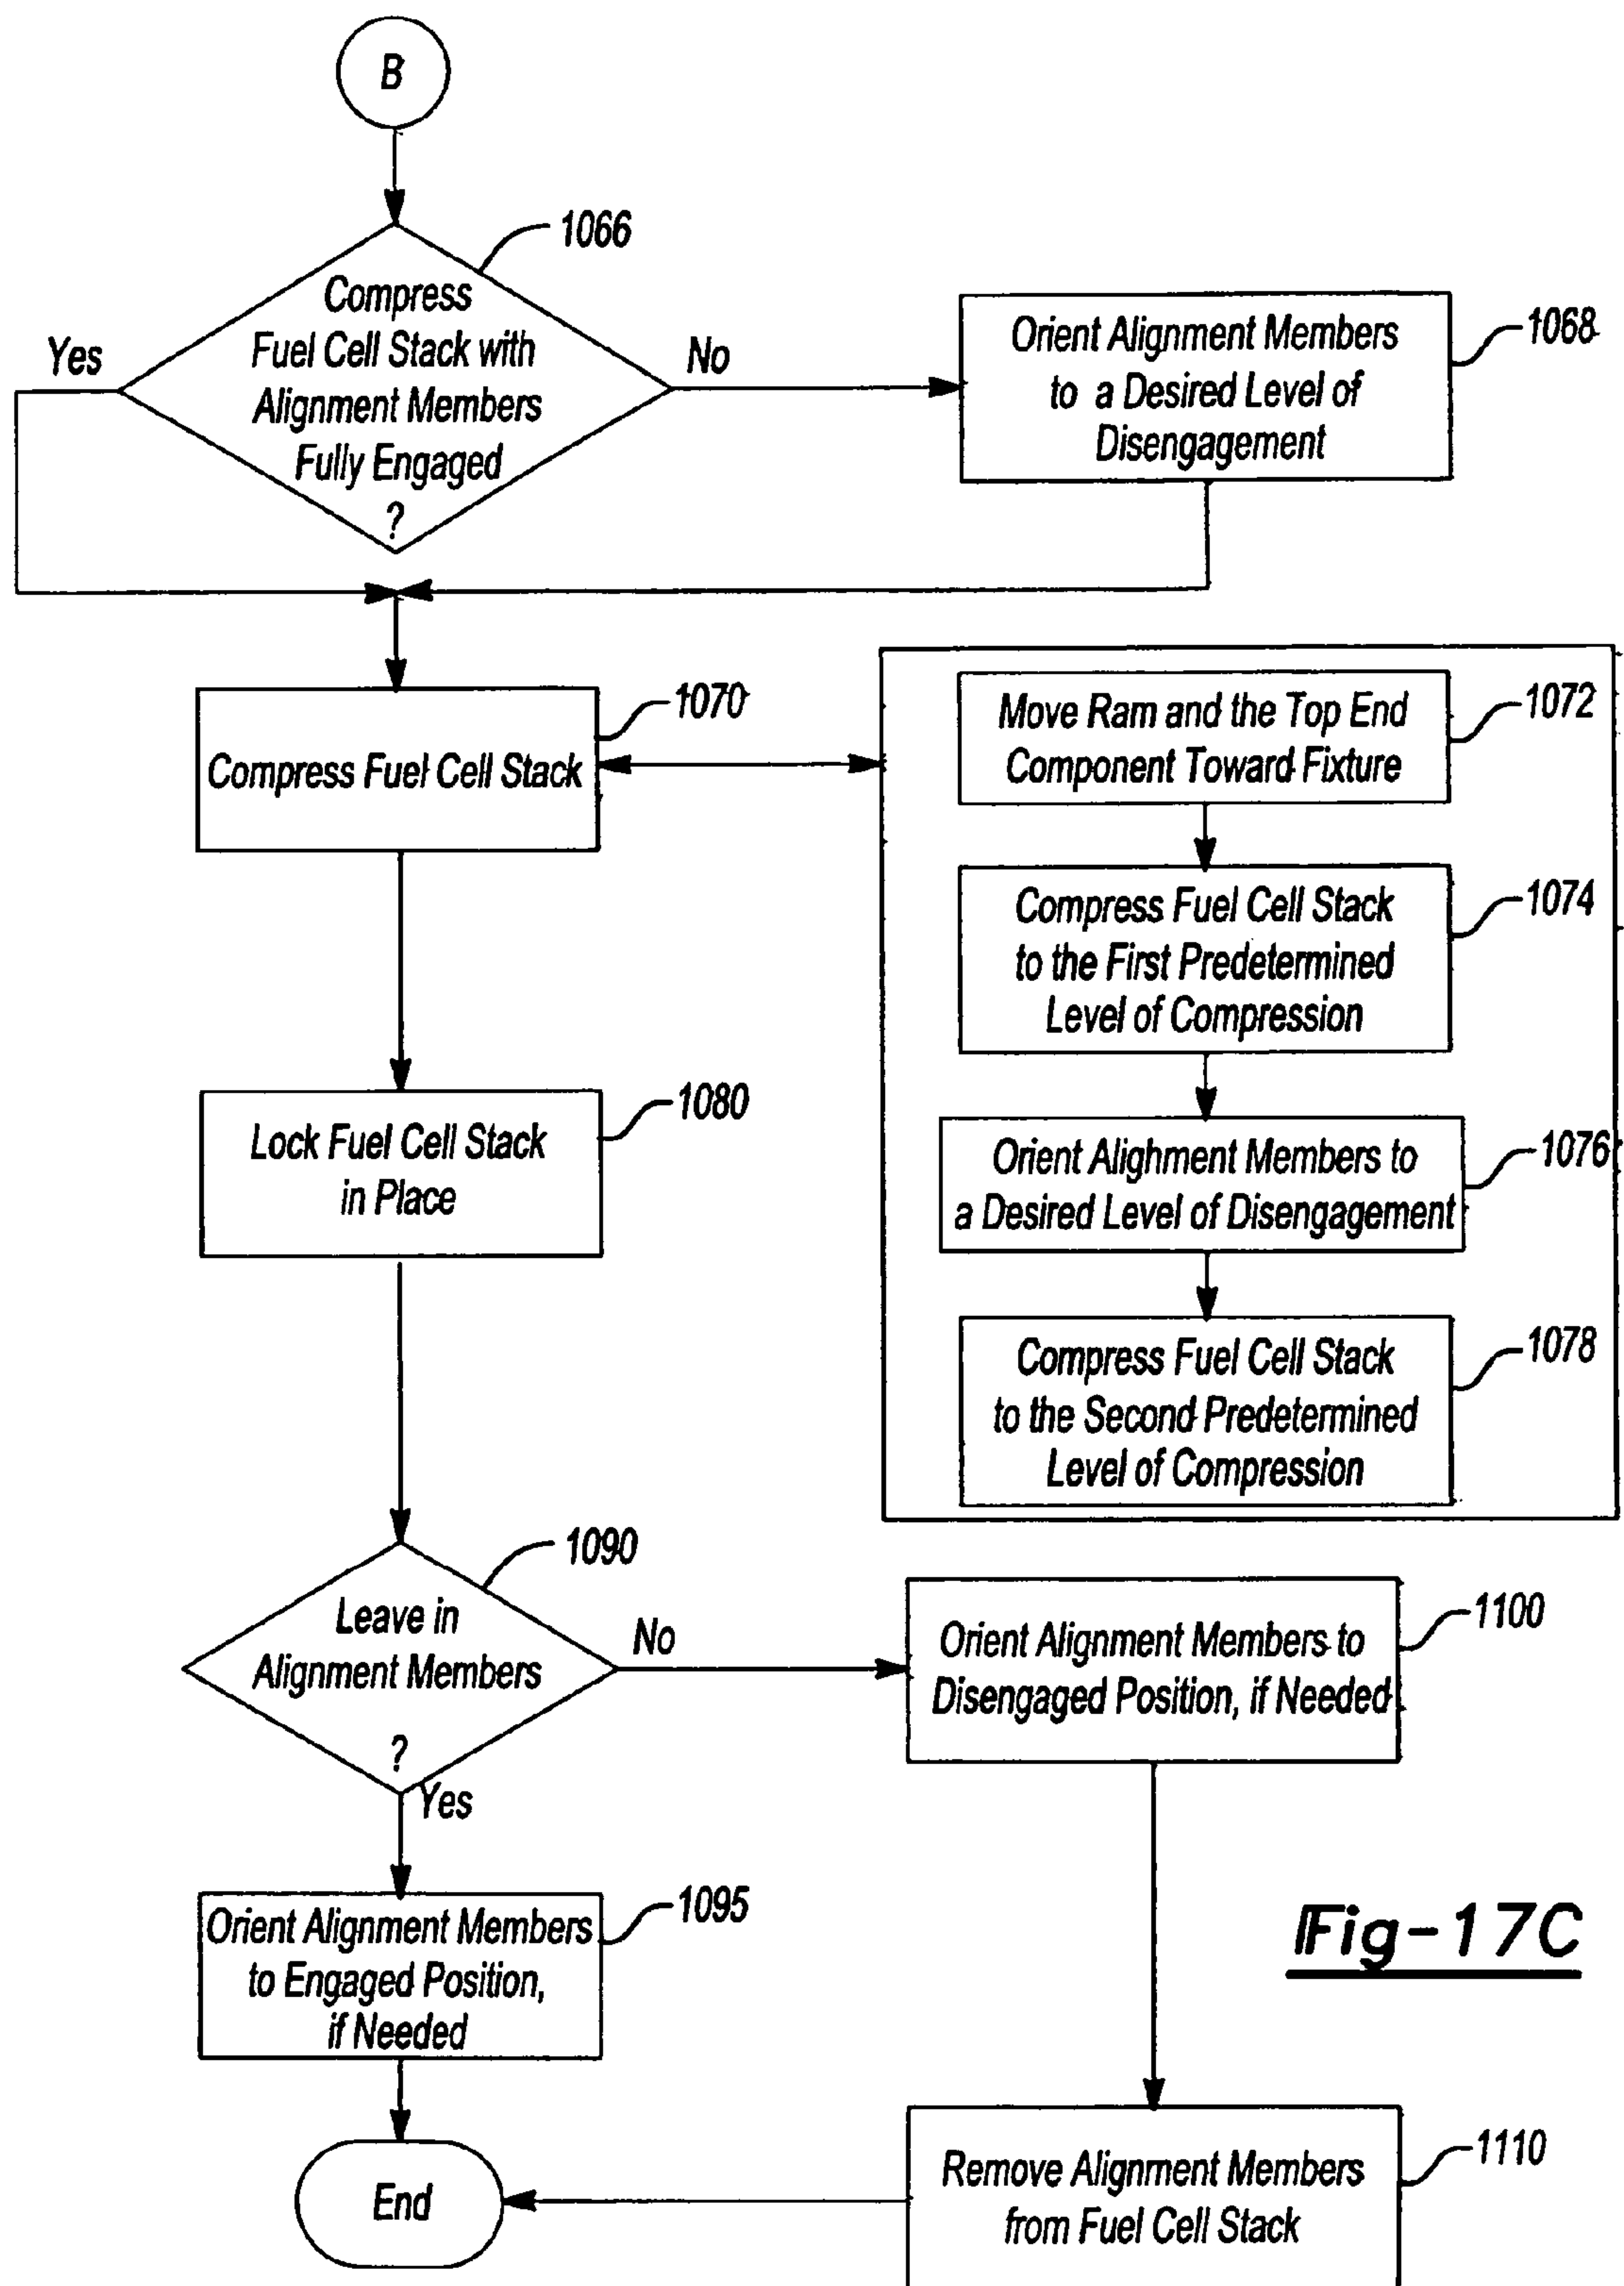 B
1066
Compress
Fuel Cell Stack with
Alignment Members
Fully Engaged
?
Yes
No
Orient Alignment Members
to a Desired Level of
Disengagement
1068
Compress Fuel Cell Stack
1070
Move Ram and the Top End
Component Toward Fixture
1072
Compress Fuel Cell Stack
to the First Predetermined
Level of Compression
1074
Orient Alighment Members to
a Desired Level of Disengagement
1076
Compress Fuel Cell Stack
to the Second Predetermined
Level of Compression
1078
Lock Fuel Cell Stack
in Place
1080
1090
Leave in
Alignment Members
?
No
Yes
Orient Alignment Members to
Disengaged Position, if Needed
1100
Orient Alignment Members
to Engaged Position,
if Needed
1095
Fig-17C
Remove Alignment Members
from Fuel Cell Stack
1110
End